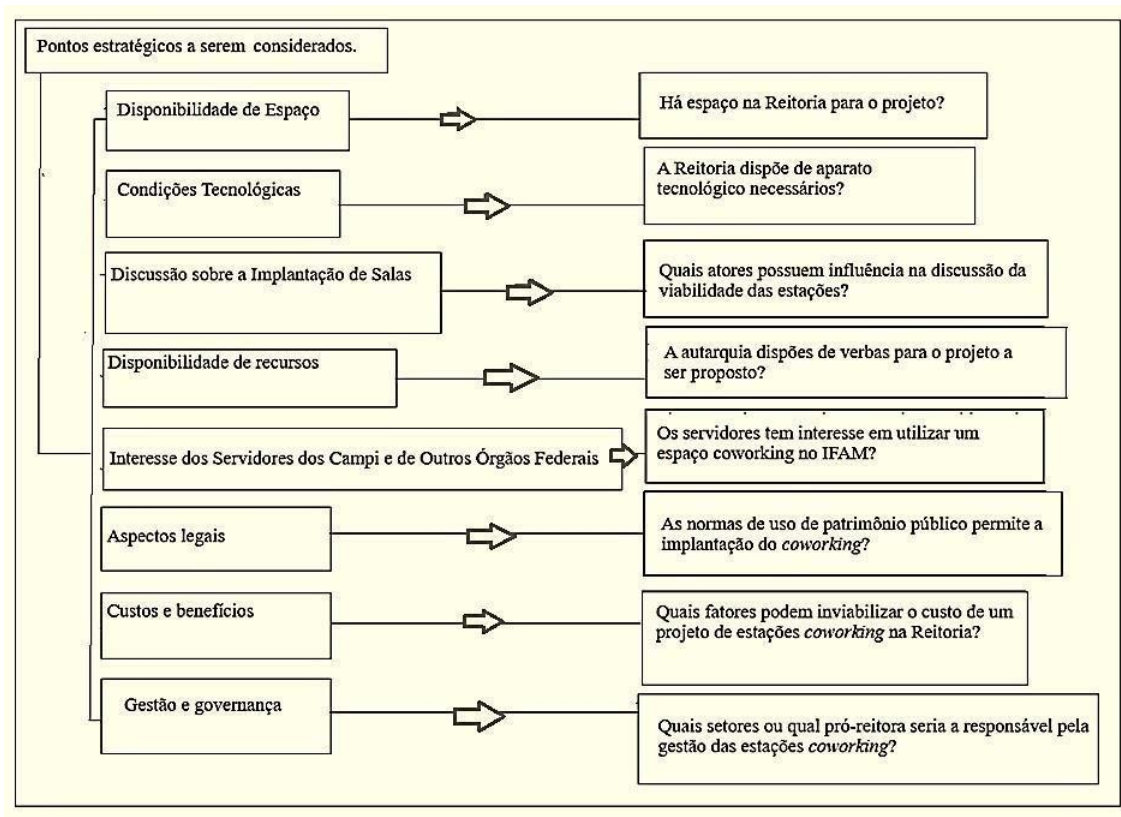 Pontos estratégicos a serem considerados.
Disponibilidade de Espaço
Há espaço na Reitoria para o projeto?
Condições Tecnológicas
A Reitoria dispõe de aparato
tecnológico necessários?
Discussão sobre a Implantação de Salas
Quais atores possuem influência na discussão da
viabilidade das estações?
Disponibilidade de recursos
A autarquia dispões de verbas para o projeto a
ser proposto?
Interesse dos Servidores dos Campi e de Outros Órgãos Federais
Os servidores tem interesse em utilizar um
espaço coworking no IFAM?
Aspectos legais
As normas de uso de patrimônio público permite a
implantação do coworking?
Custos e benefícios
Quais fatores podem inviabilizar o custo de um
projeto de estações coworking na Reitoria?
Gestão e governança
Quais setores ou qual pró-reitora seria a responsável pela
gestão das estações coworking?